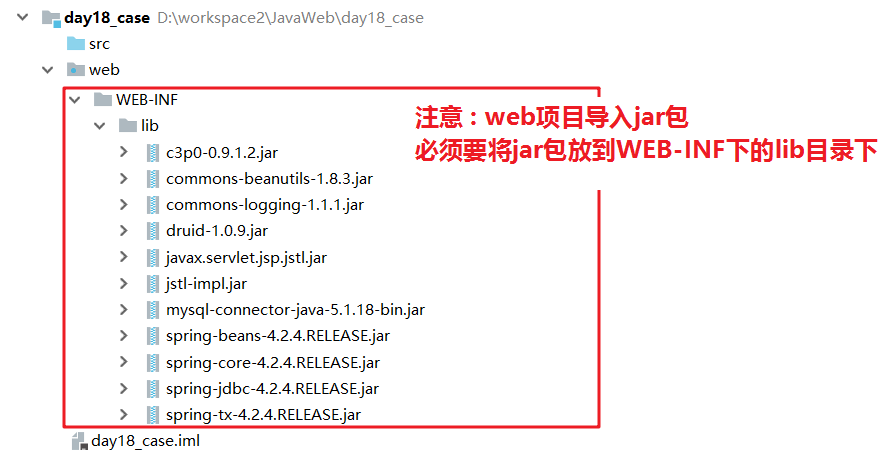 day18_case D:\workspace2\JavaWeb\day18_case
src
web
WEB-INF
注意：web项目导入jar包
lib
必须要将jar包放到WEB-INF下的lib目录下
c3p0-0.9.1.2.jar
commons-beanutils-1.8.3.jar
commons-logging-1.1.1.jar
druid-1.0.9.jar
javax.servlet.jsp.jstl.jar
jstl-impl.jar
mysql-connector-java-5.1.18-bin.jar
spring-beans-4.2.4.RELEASE.jar
spring-core-4.2.4.RELEASE.jar
spring-jdbc-4.2.4.RELEASE.jar
spring-tx-4.2.4.RELEASE.jar
day18_case.iml